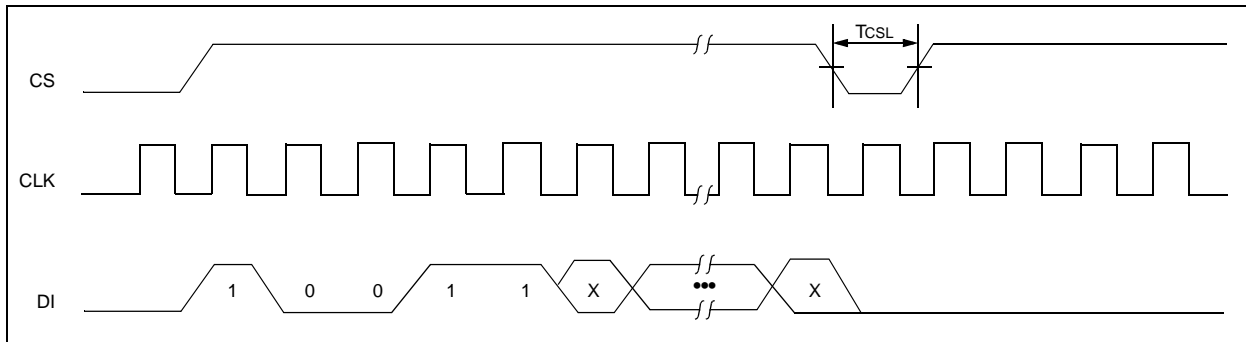 TCSL
CS
CLK
DI 1 0 0 1 1 X ••• X